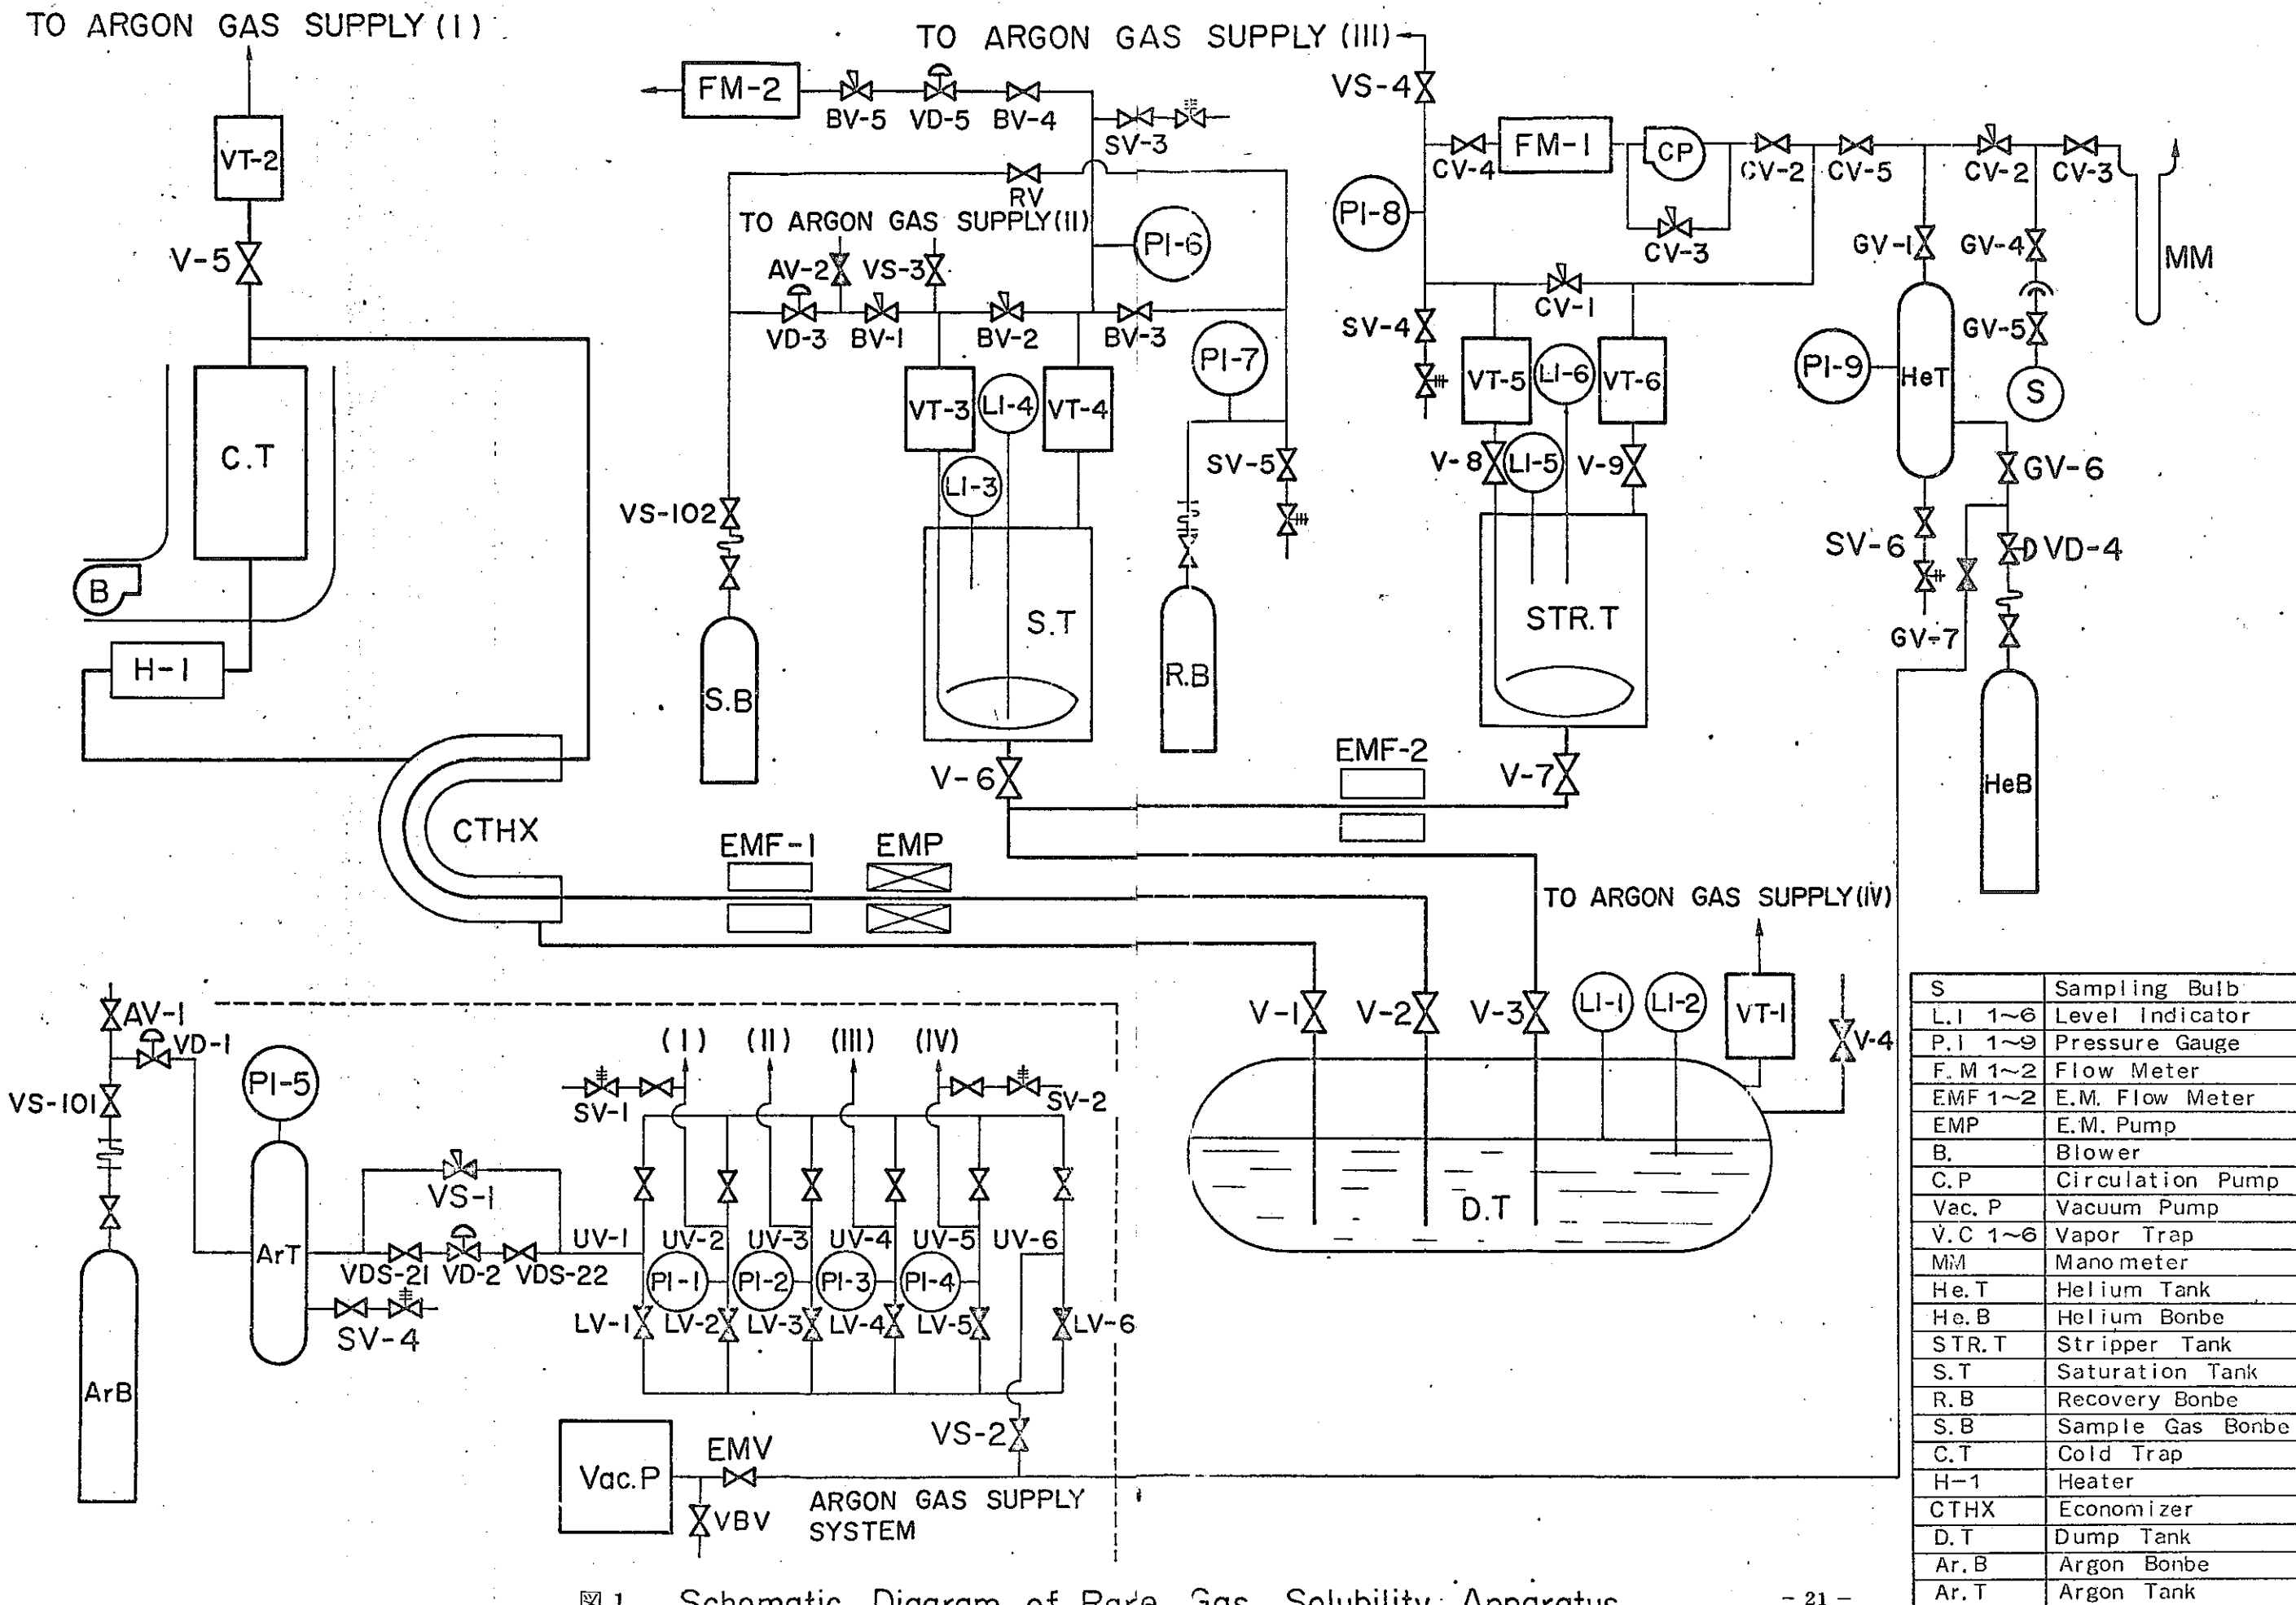 TO ARGON GAS SUPPLY (I)
TO ARGON GAS SUPPLY (III)
VS-4
FM-2
BV-5 VD-5 BV-4
SV-3
VT-2
V-5
RV
TO ARGON GAS SUPPLY(II)
PI-6
AV-2
VS-3
VD-3 BV-1 BV-2 BV-3
CV-4
FM-1
CP
CV-2 CV-5 CV-2 CV-3
PI-8
CV-3
GV-1
GV-4
MM
CV-1
SV-4
GV-5
PI-7
VT-5
LI-6
VT-6
PI-9
HeT
S
VT-3
LI-4
VT-4
C.T
LI-3
SV-5
V-8
LI-5
V-9
GV-6
VS-102
SV-6
VD-4
B
S.T
STR.T
GV-7
H-1
S.B
R.B
V-6
EMF-2
V-7
HeB
CTHX
EMF-1
EMP
TO ARGON GAS SUPPLY(IV)
AV-1
VD-1
PI-5
VS-101
(I) (II) (III) (IV)
SV-1
SV-2
V-1 V-2 V-3
LI-1
LI-2
VT-1
V-4
D.T
VS-1
ArT
VDS-21 VD-2 VDS-22
UV-1 UV-2 UV-3 UV-4 UV-5 UV-6
PI-1 PI-2 PI-3 PI-4
SV-4
LV-1 LV-2 LV-3 LV-4 LV-5 LV-6
ArB
VS-2
Vac.P
EMV
VBV
ARGON GAS SUPPLY
SYSTEM
S Sampling Bulb
L.I 1~6 Level Indicator
P.I 1~9 Pressure Gauge
F.M 1~2 Flow Meter
EMF 1~2 E.M. Flow Meter
EMP E.M. Pump
B. Blower
C.P Circulation Pump
Vac. P Vacuum Pump
V.C 1~6 Vapor Trap
MM Manometer
He.T Helium Tank
He.B Helium Bonbe
STR.T Stripper Tank
S.T Saturation Tank
R.B Recovery Bonbe
S.B Sample Gas Bonbe
C.T Cold Trap
H-1 Heater
CTHX Economizer
D.T Dump Tank
Ar.B Argon Bonbe
Ar.T Argon Tank
図1 Schematic Diagram of Rare Gas Solubility Apparatus
- 21 -